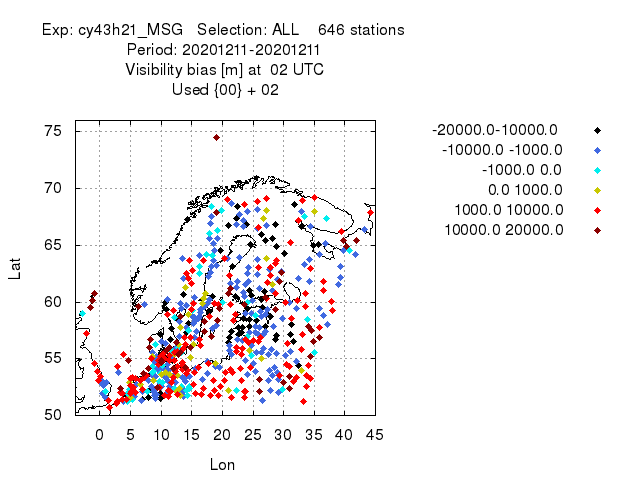 Exp: cy43h21_MSG Selection: ALL 646 stations
Period: 20201211-20201211
Visibility bias [m] at 02 UTC
Used {00} + 02
-20000.0-10000.0
-10000.0 -1000.0
-1000.0 0.0
0.0 1000.0
1000.0 10000.0
10000.0 20000.0
75
70
65
60
55
50
Lat
0 5 10 15 20 25 30 35 40 45
Lon